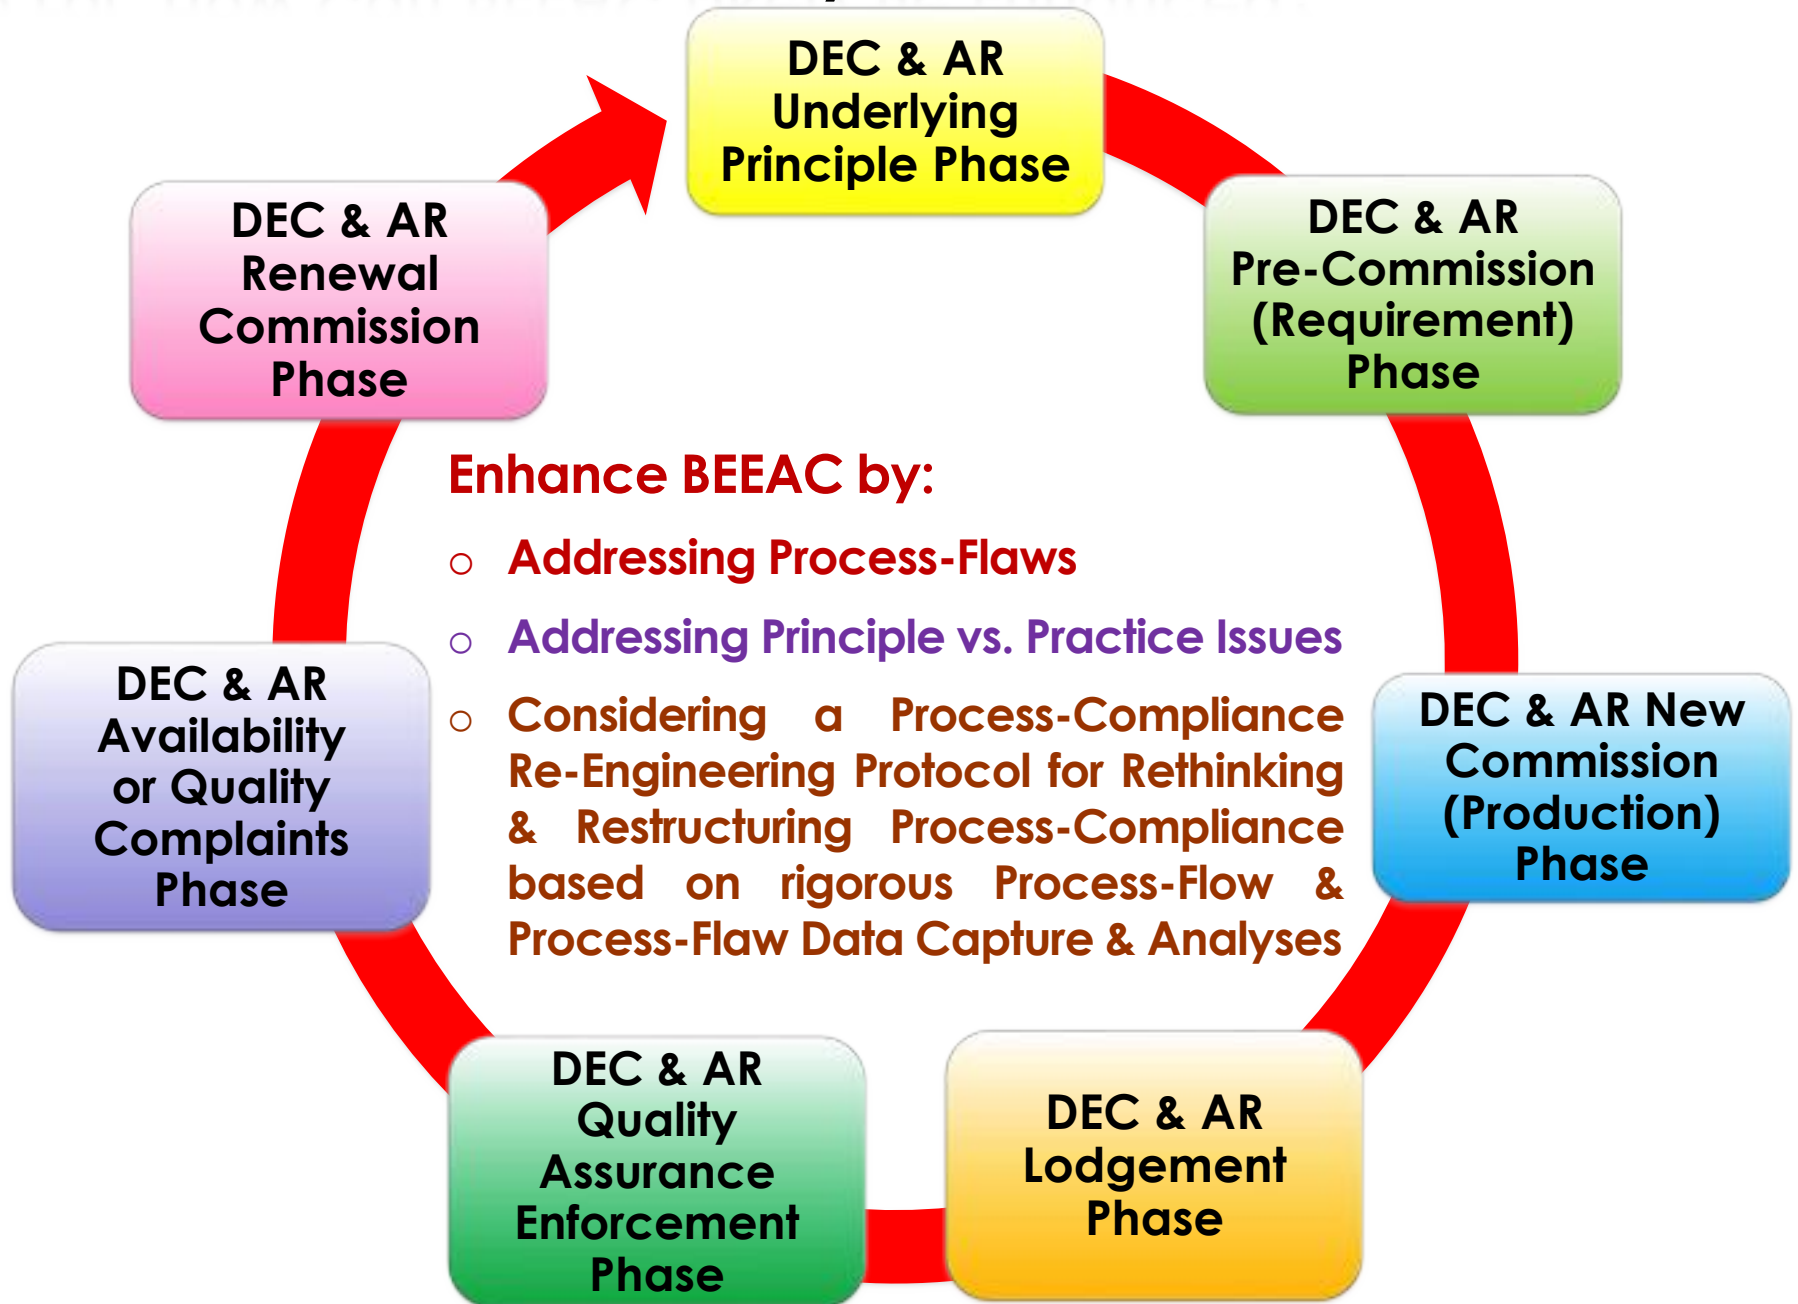 DEC & AR
Underlying
Principle Phase
DEC & AR
Pre-Commission
(Requirement)
Phase
DEC & AR New
Commission
(Production)
Phase
DEC & AR
Lodgement
Phase
DEC & AR
Quality
Assurance
Enforcement
Phase
DEC & AR
Availability
or Quality
Complaints
Phase
DEC & AR
Renewal
Commission
Phase
Enhance BEEAC by:
o Addressing Process-Flaws
o Addressing Principle vs. Practice Issues
o Considering a Process-Compliance
Re-Engineering Protocol for Rethinking
& Restructuring Process-Compliance
based on rigorous Process-Flow &
Process-Flaw Data Capture & Analyses